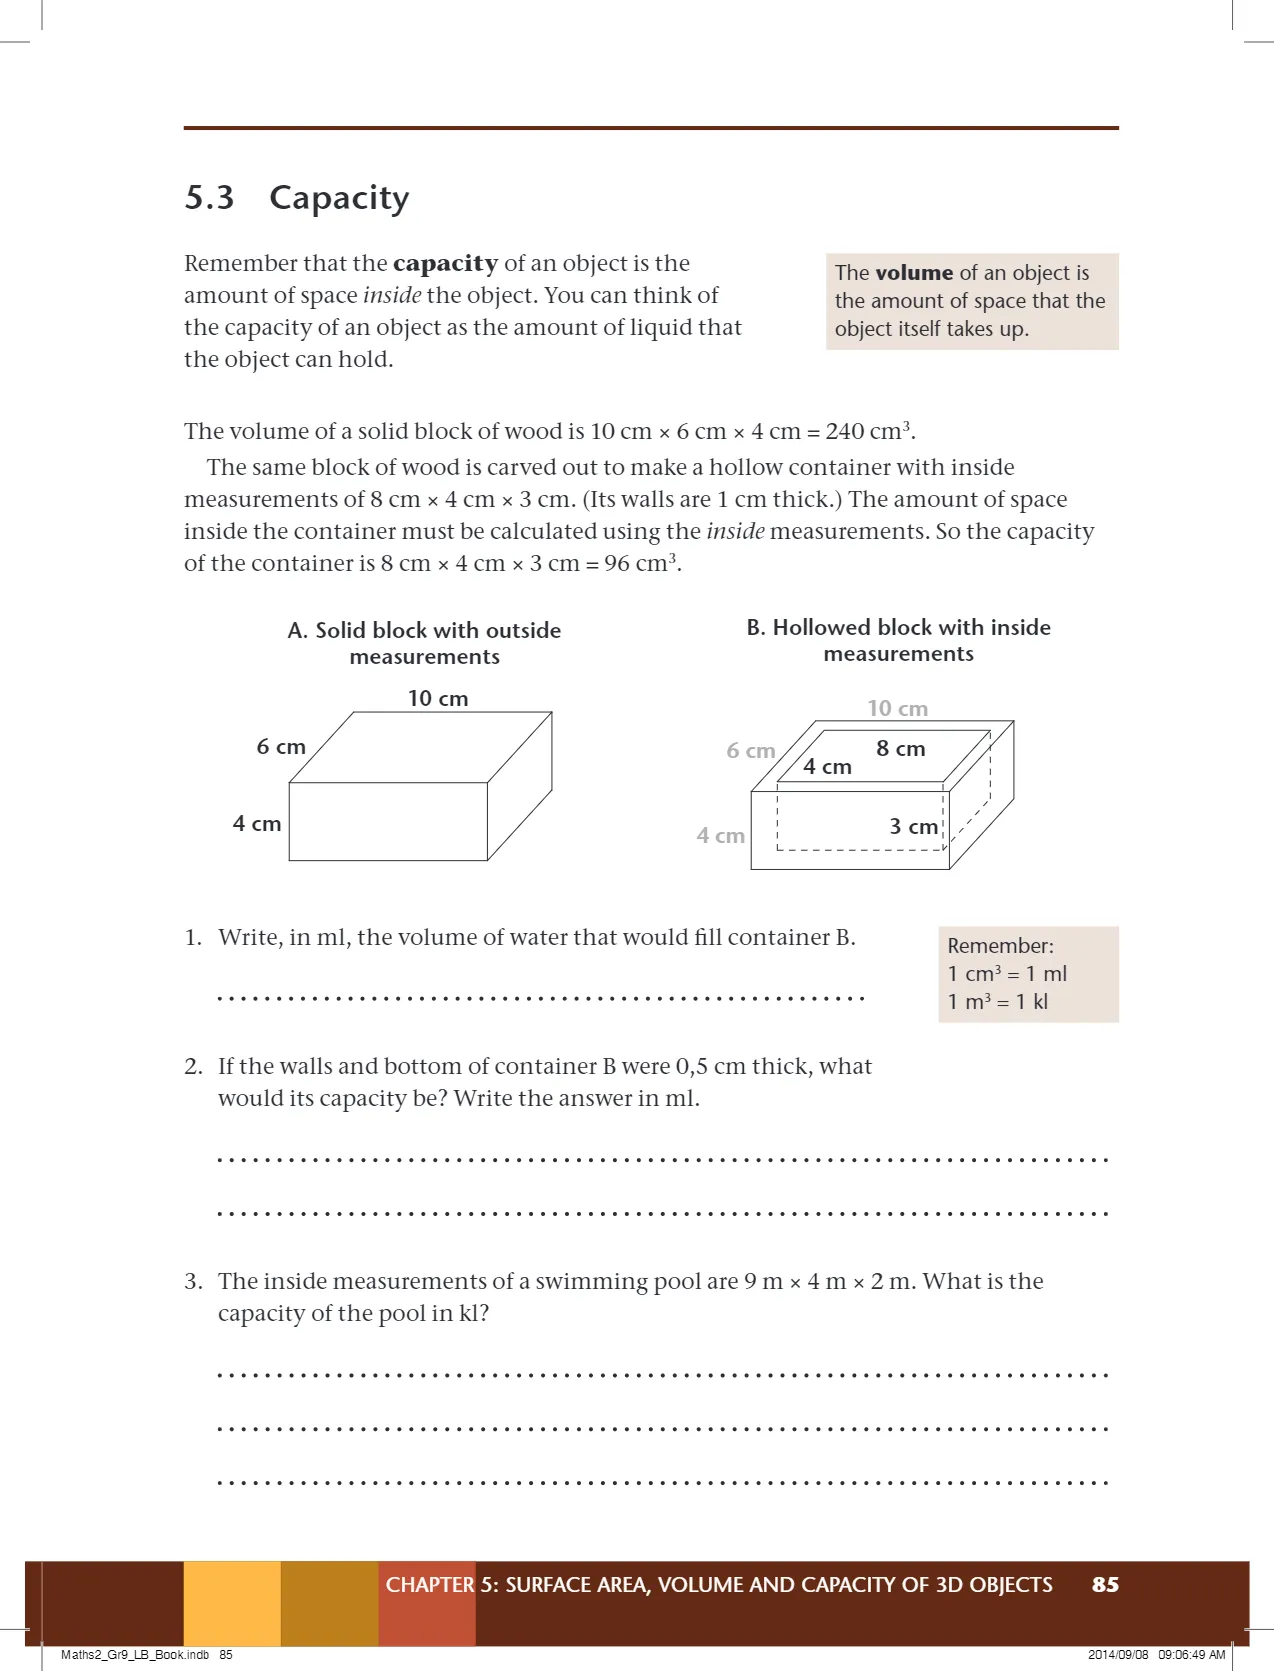 5.3 Capacity
Remember that the capacity of an object is the
amount of space inside the object. You can think of
the capacity of an object as the amount of liquid that
the object can hold.
The volume of an object is
the amount of space that the
object itself takes up.
The volume of a solid block of wood is 10 cm × 6 cm × 4 cm = 240 cm³.
The same block of wood is carved out to make a hollow container with inside
measurements of 8 cm × 4 cm × 3 cm. (Its walls are 1 cm thick.) The amount of space
inside the container must be calculated using the inside measurements. So the capacity
of the container is 8 cm × 4 cm × 3 cm = 96 cm³.
A. Solid block with outside
measurements
10 cm
6 cm
4 cm
B. Hollowed block with inside
measurements
10 cm
6 cm
8 cm
4 cm
3 cm
4 cm
1. Write, in ml, the volume of water that would fill container B.
Remember:
1 cm³ = 1 ml
1 m³ = 1 kl
2. If the walls and bottom of container B were 0,5 cm thick, what
would its capacity be? Write the answer in ml.
3. The inside measurements of a swimming pool are 9 m × 4 m × 2 m. What is the
capacity of the pool in kl?
CHAPTER 5: SURFACE AREA, VOLUME AND CAPACITY OF 3D OBJECTS 85
Maths2_Gr9_LB_Book.indb 85
2014/09/08 09:06:49 AM